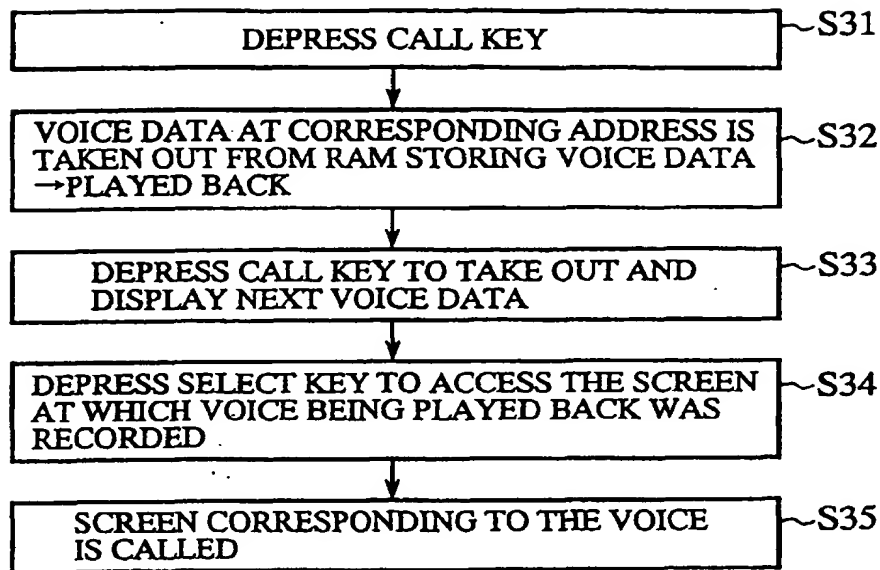 DEPRESS CALL KEY
S31
VOICE DATA AT CORRESPONDING ADDRESS IS
TAKEN OUT FROM RAM STORING VOICE DATA
→PLAYED BACK
S32
DEPRESS CALL KEY TO TAKE OUT AND
DISPLAY NEXT VOICE DATA
S33
DEPRESS SELECT KEY TO ACCESS THE SCREEN
AT WHICH VOICE BEING PLAYED BACK WAS
RECORDED
S34
SCREEN CORRESPONDING TO THE VOICE
IS CALLED
S35